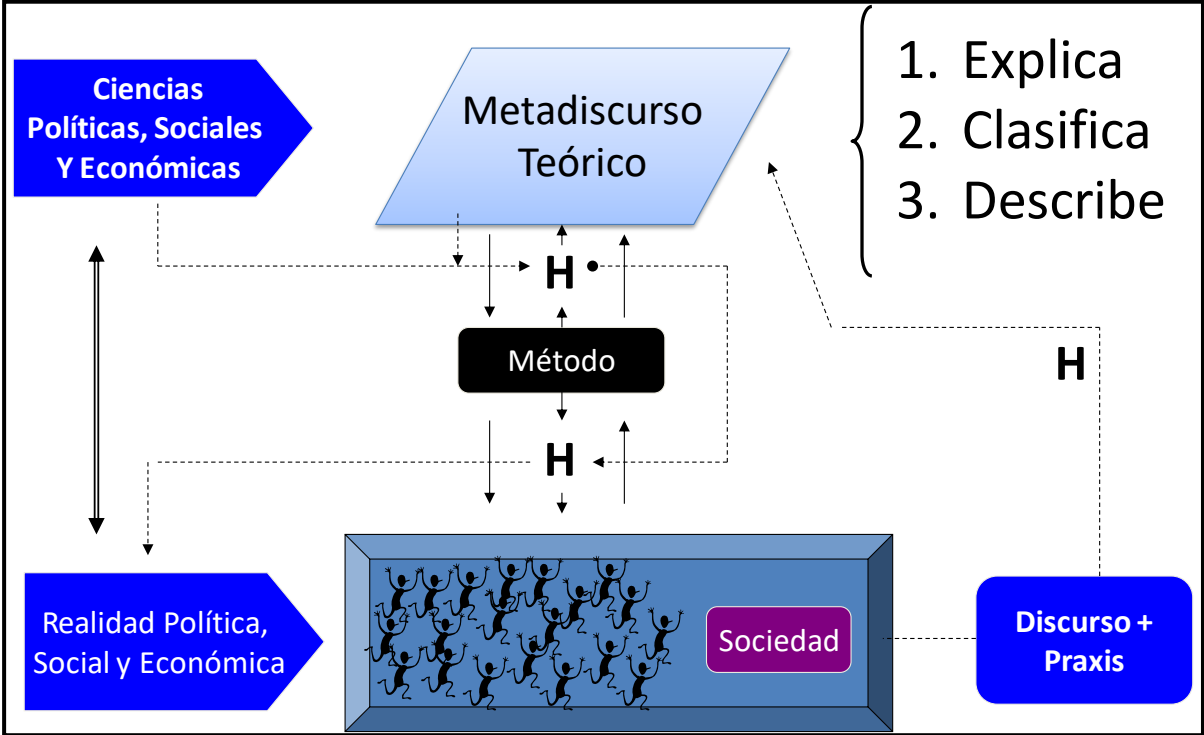 Ciencias
Políticas, Sociales
Y Económicas
Metadiscurso
Teórico
1. Explica
2. Clasifica
3. Describe
H
Método
H
H
Realidad Política,
Social y Económica
Sociedad
Discurso +
Praxis